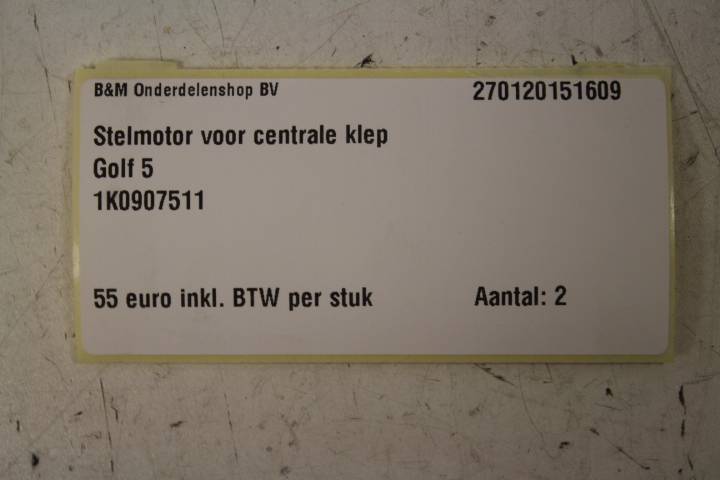 B&M Onderdelenshop BV 270120151609
Stelmotor voor centrale klep
Golf 5
1K0907511
55 euro inkl. BTW per stuk Aantal: 2